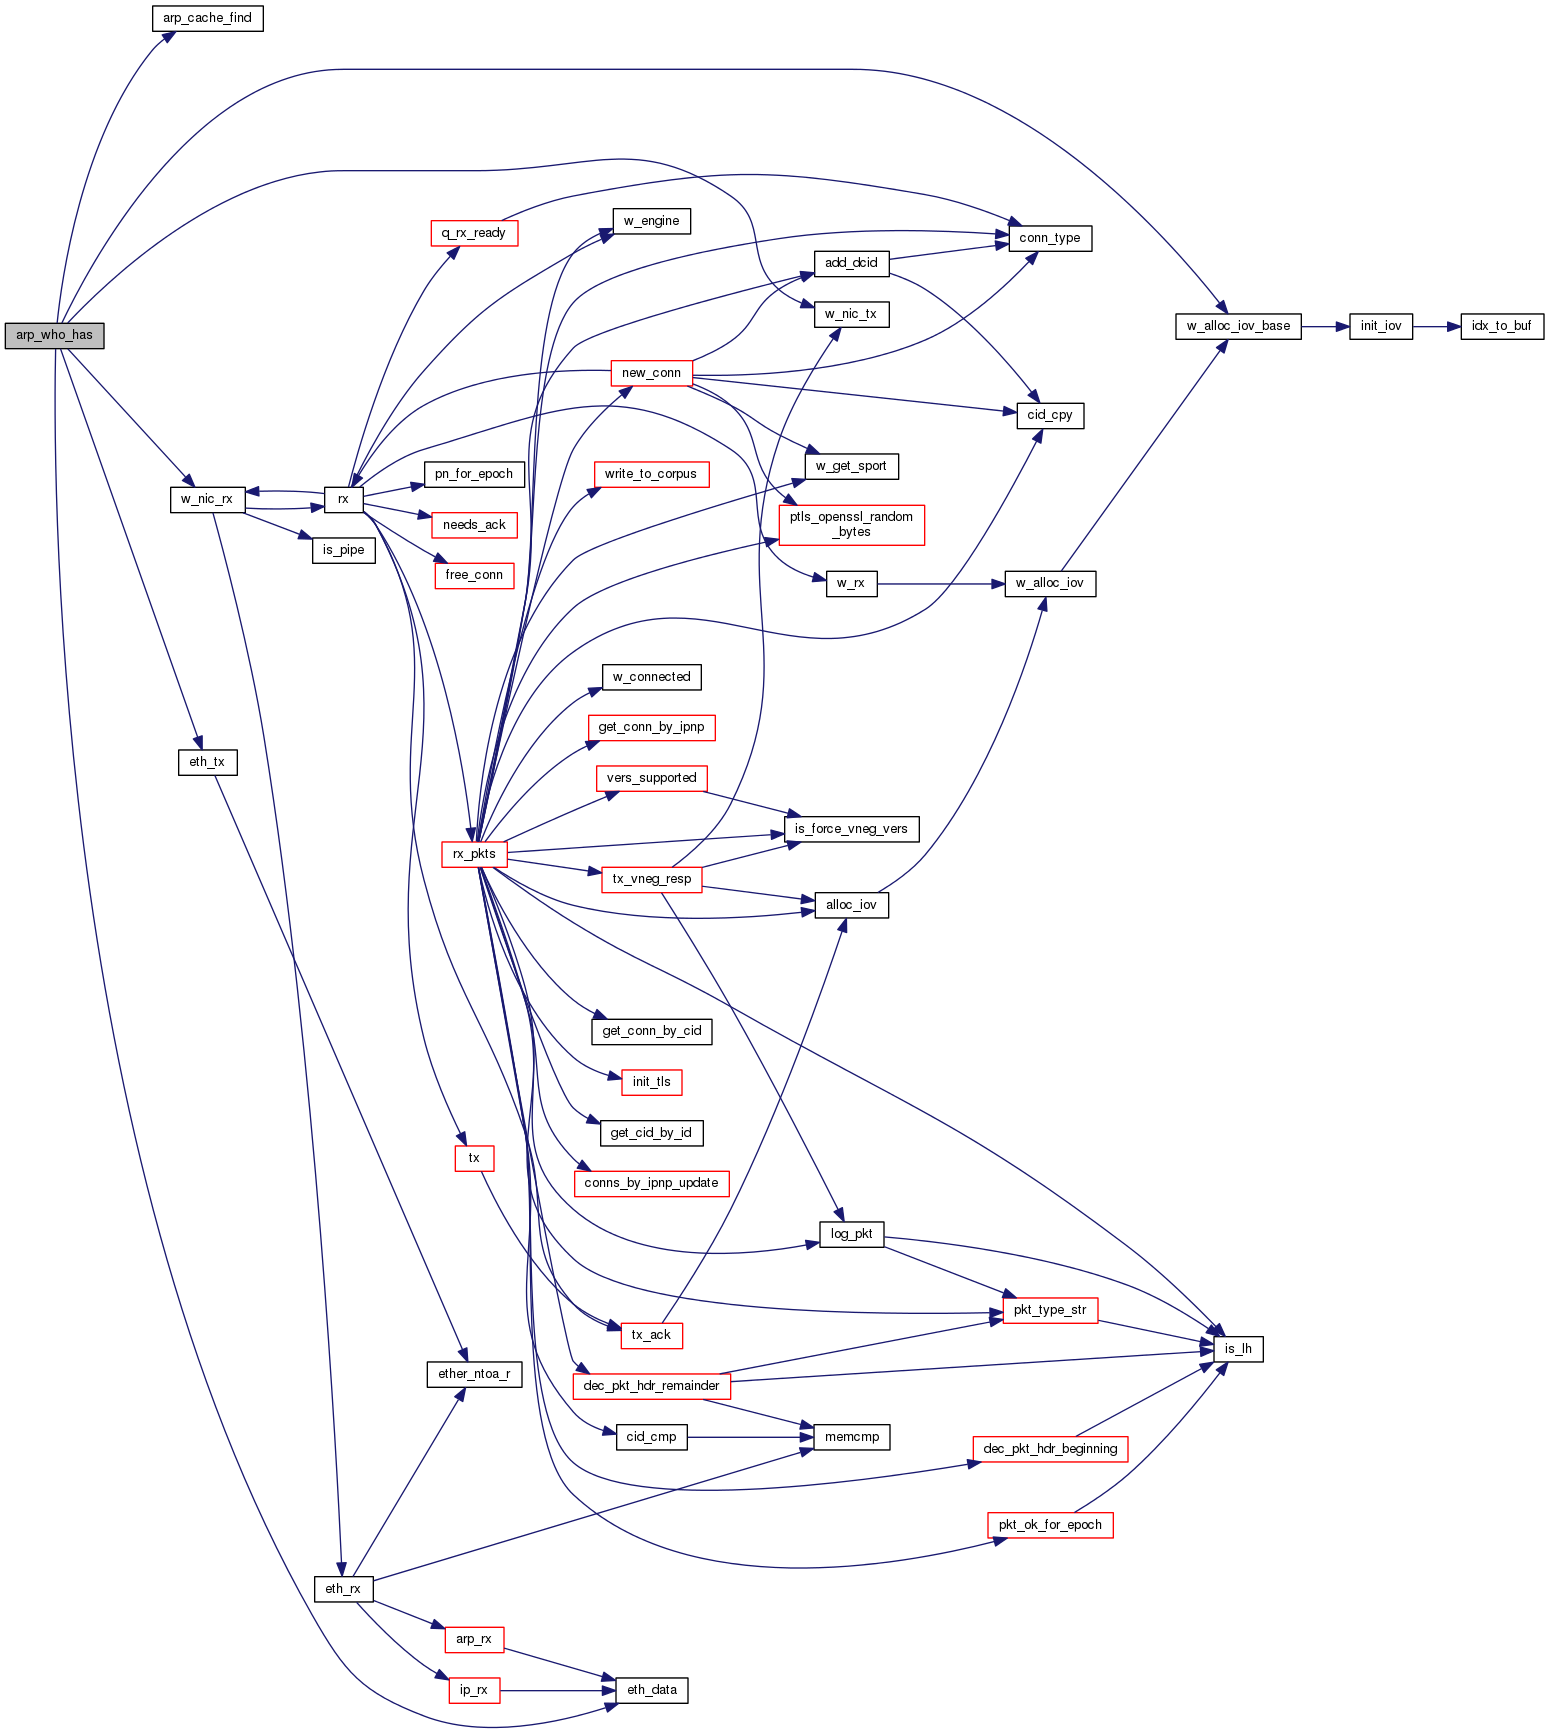 arp_cache_find
arp_who_has
w_nic_rx
eth_tx
rx
is_pipe
eth_rx
q_rx_ready
pn_for_epoch
needs_ack
free_conn
rx_pkts
tx
ether_ntoa_r
arp_rx
ip_rx
w_engine
new_conn
write_to_corpus
w_connected
get_conn_by_ipnp
vers_supported
tx_vneg_resp
get_conn_by_cid
init_tls
get_cid_by_id
conns_by_ipnp_update
tx_ack
dec_pkt_hdr_remainder
cid_cmp
eth_data
add_dcid
w_nic_tx
w_get_sport
ptls_openssl_random
_bytes
w_rx
is_force_vneg_vers
alloc_iov
log_pkt
memcmp
conn_type
cid_cpy
w_alloc_iov
pkt_type_str
dec_pkt_hdr_beginning
pkt_ok_for_epoch
w_alloc_iov_base
is_lh
init_iov
idx_to_buf